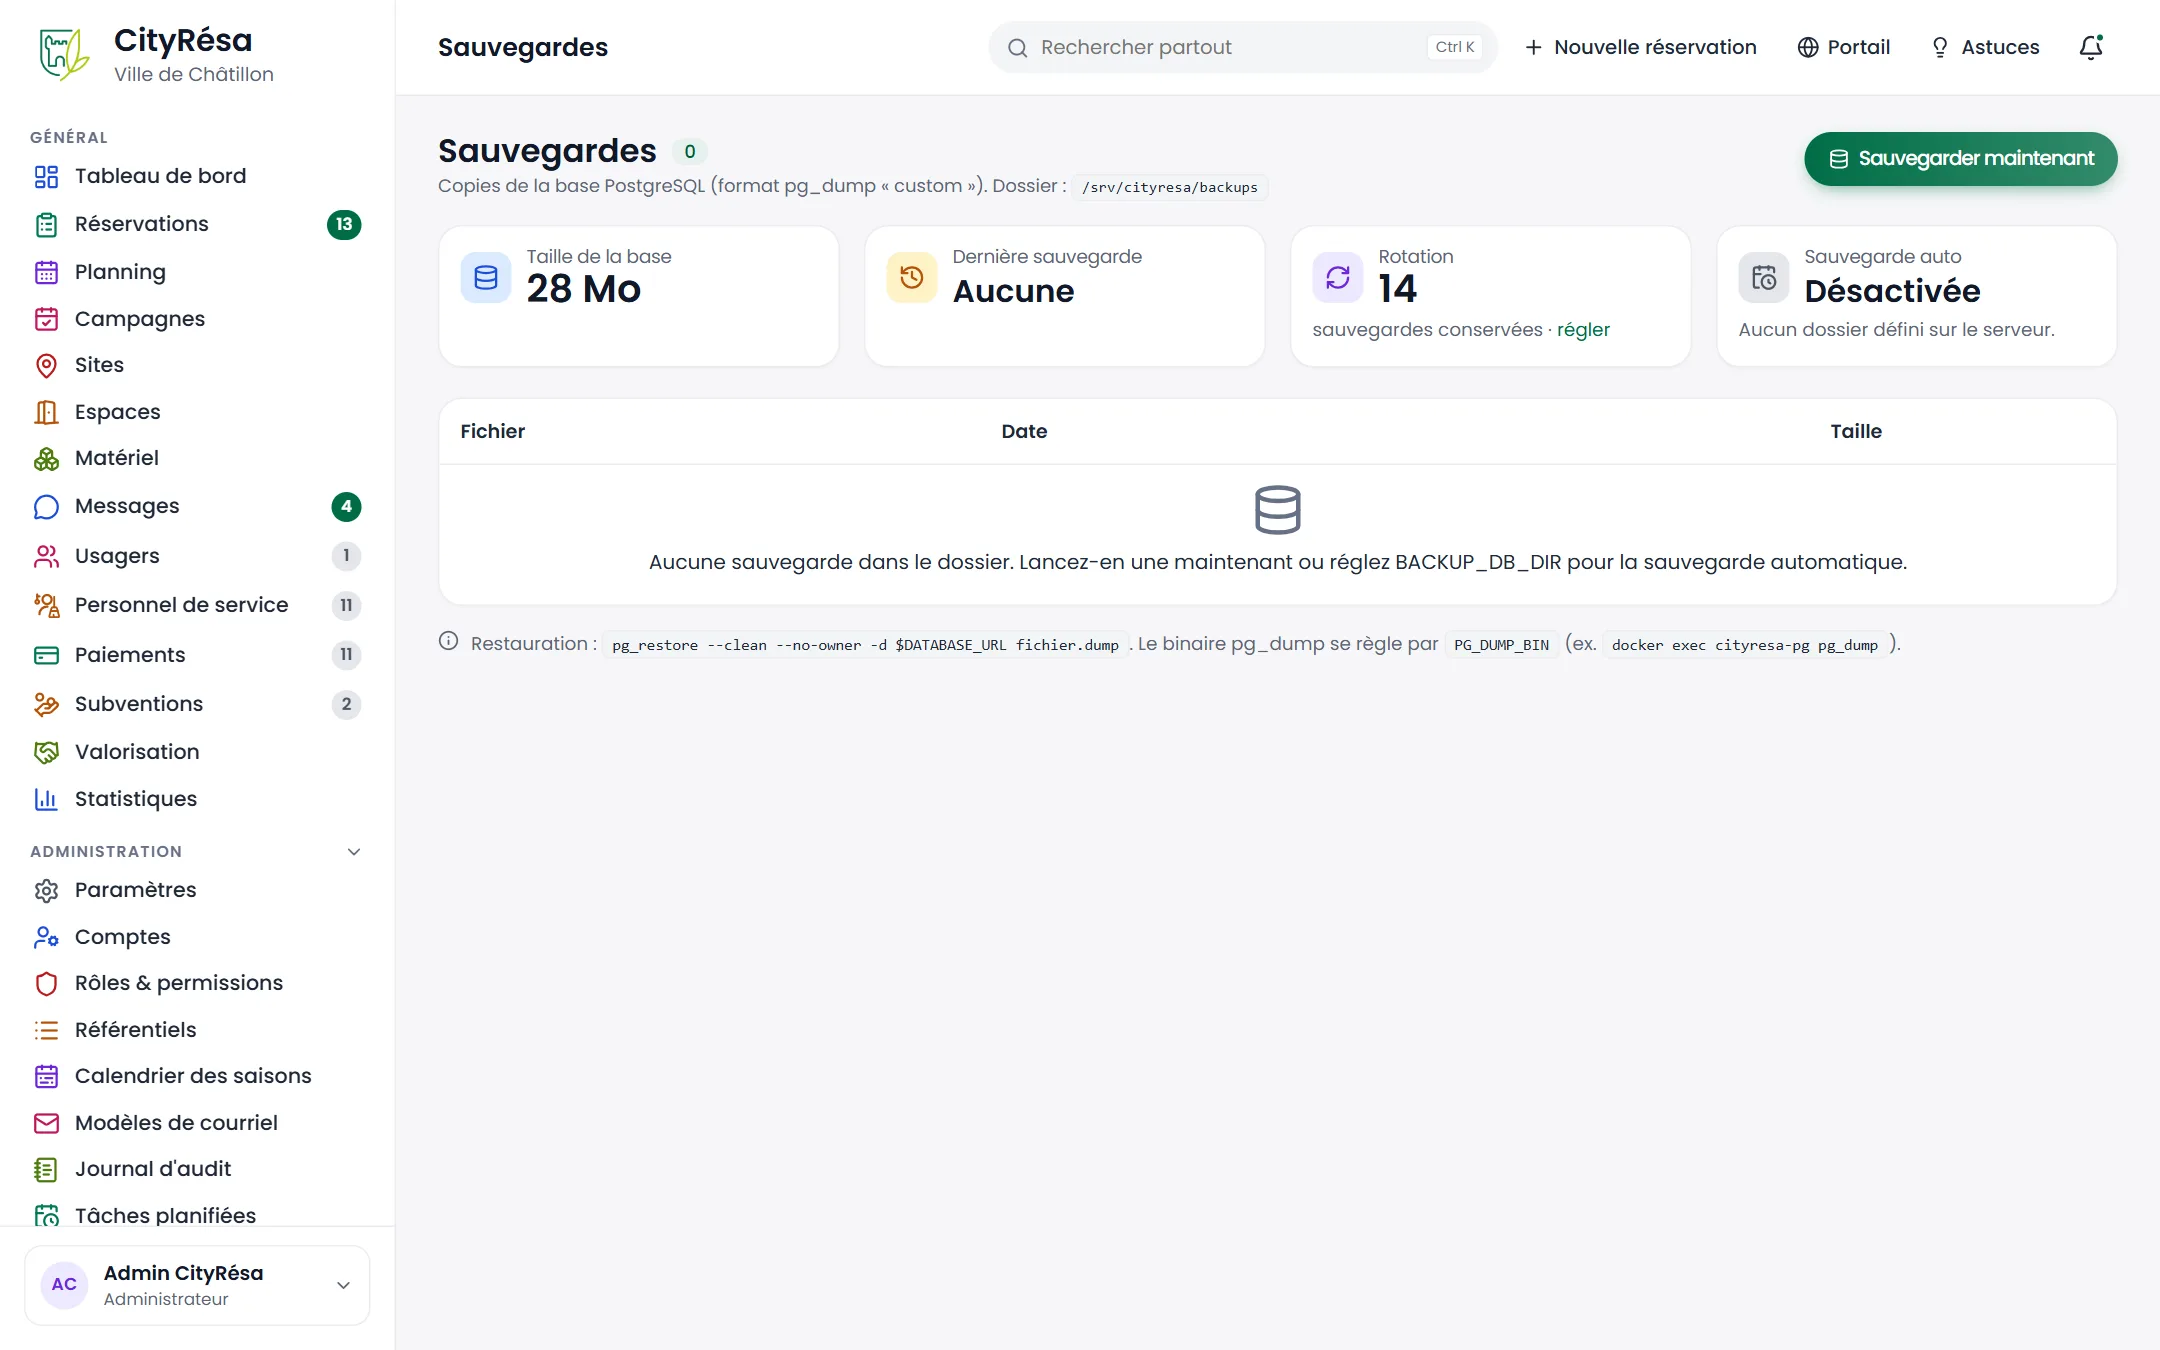 CityRésa
Ville de Châtillon
GÉNÉRAL
Tableau de bord
Réservations 13
Planning
Campagnes
Sites
Espaces
Matériel
Messages 4
Usagers 1
Personnel de service 11
Paiements 11
Subventions 2
Valorisation
Statistiques
ADMINISTRATION
Paramètres
Comptes
Rôles & permissions
Référentiels
Calendrier des saisons
Modèles de courriel
Journal d'audit
Tâches planifiées
AC
Admin CityRésa
Administrateur
Sauvegardes
Rechercher partout Ctrl K
Nouvelle réservation
Portail
Astuces
Sauvegardes 0
Copies de la base PostgreSQL (format pg_dump « custom »). Dossier : /srv/cityresa/backups
Sauvegarder maintenant
Taille de la base
28 Mo
Dernière sauvegarde
Aucune
Rotation
14
sauvegardes conservées · régler
Sauvegarde auto
Désactivée
Aucun dossier défini sur le serveur.
Fichier Date Taille
Aucune sauvegarde dans le dossier. Lancez-en une maintenant ou réglez BACKUP_DB_DIR pour la sauvegarde automatique.
Restauration : pg_restore --clean --no-owner -d $DATABASE_URL fichier.dump . Le binaire pg_dump se règle par PG_DUMP_BIN (ex. docker exec cityresa-pg pg_dump ).